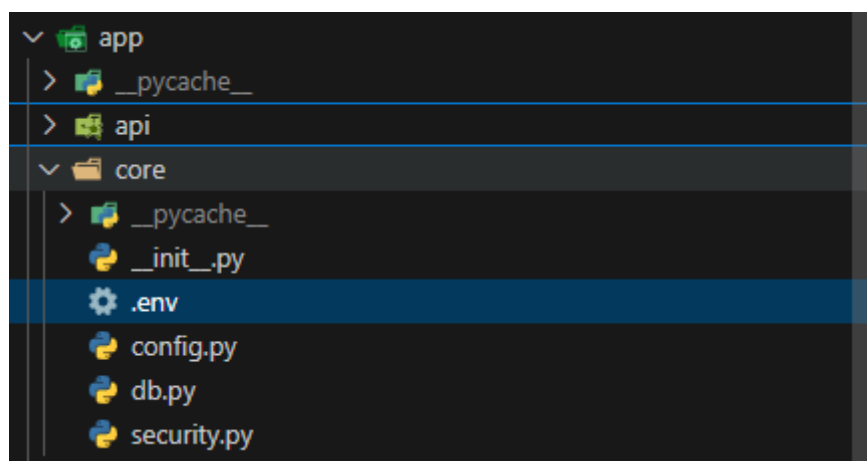 app
__pycache__
api
core
__pycache__
__init__.py
.env
config.py
db.py
security.py